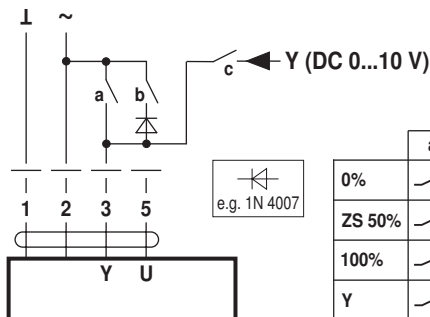 ⊥ ~
a b c Y (DC 0...10 V)
1 2 3 5
e.g. 1N 4007
Y U
a
0%
ZS 50%
100%
Y